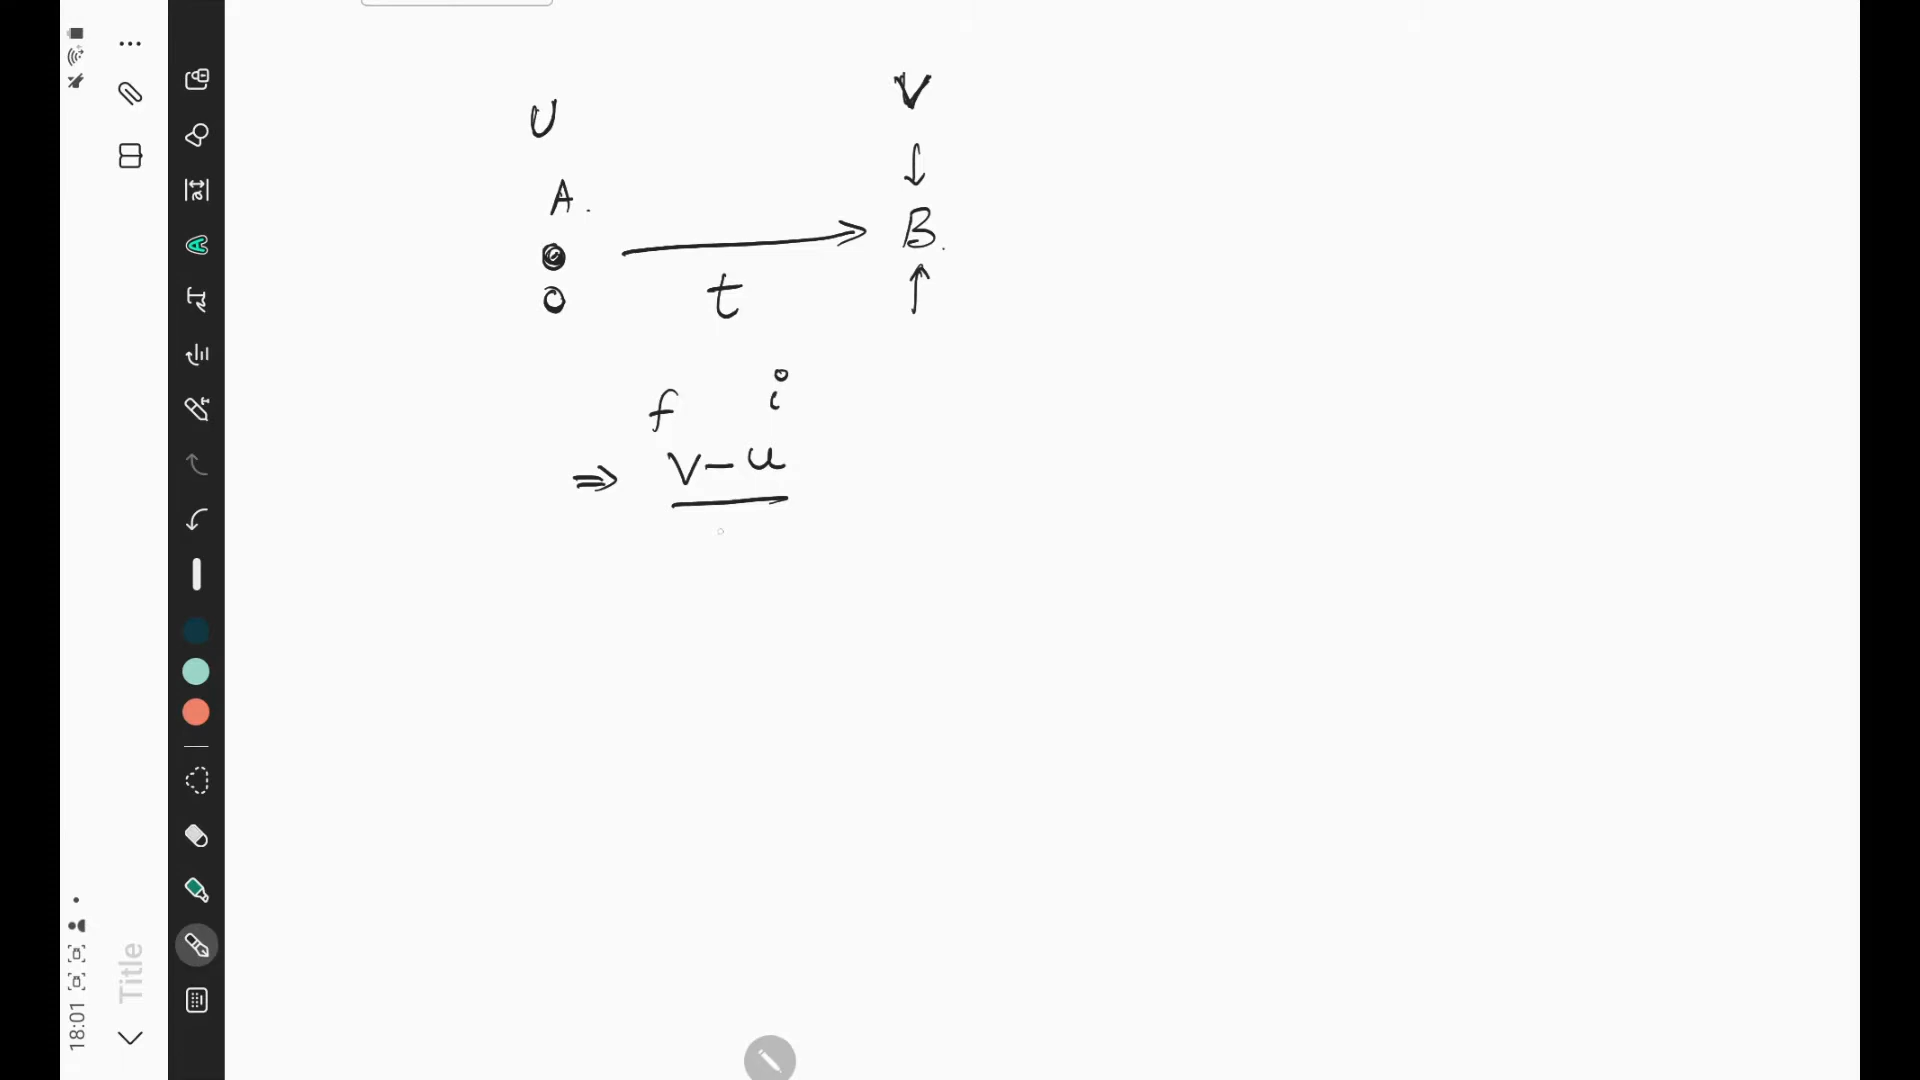 U V
A.
B.
t
f i
⇒ V-u
18:01
Title